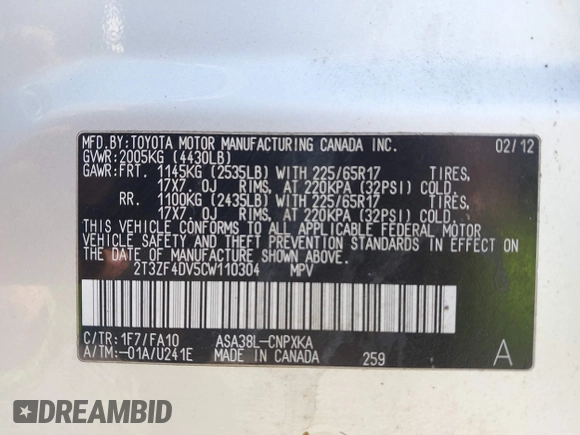 MFD.BY:TOYOTA MOTOR MANUFACTURING CANADA INC. 02/12
GVWR:2005KG (4430LB)
GAWR:FRT. 1145KG (2535LB) WITH 225/65R17 TIRES,
17X7. 0J RIMS, AT 220KPA (32PSI) COLD.
RR. 1100KG (2435LB) WITH 225/65R17 TIRES,
17X7. 0J RIMS, AT 220KPA (32PSI) COLD.
THIS VEHICLE CONFORMS TO ALL APPLICABLE FEDERAL MOTOR
VEHICLE SAFETY AND THEFT PREVENTION STANDARDS IN EFFECT
ON THE DATE OF MANUFACTURE SHOWN ABOVE.
2T3ZF4DV5CW110304 MPV
C/TR:1F7/FA10 ASA38L-CNPXKA
A/TM:-01A/U241E MADE IN CANADA 259 A
DREAMBID